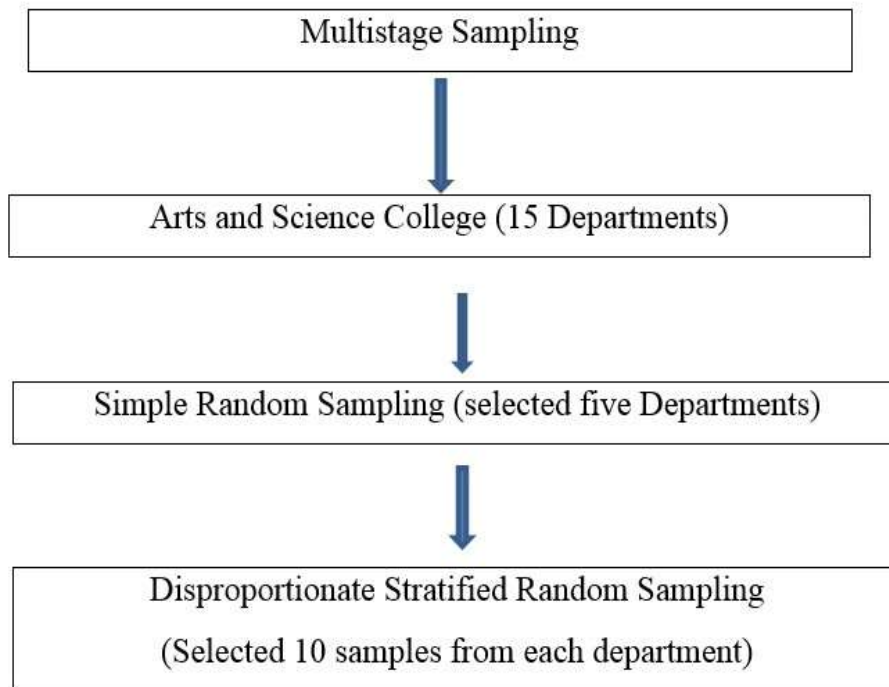 Multistage Sampling
Arts and Science College (15 Departments)
Simple Random Sampling (selected five Departments)
Disproportionate Stratified Random Sampling
(Selected 10 samples from each department)